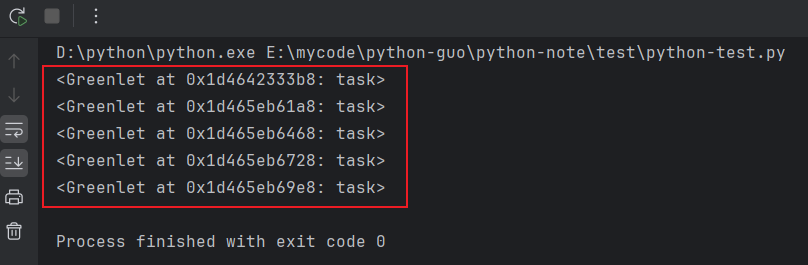 D:\python\python.exe E:\mycode\python-guo\python-note\test\python-test.py
<Greenlet at 0x1d4642333b8: task>
<Greenlet at 0x1d465eb61a8: task>
<Greenlet at 0x1d465eb6468: task>
<Greenlet at 0x1d465eb6728: task>
<Greenlet at 0x1d465eb69e8: task>
Process finished with exit code 0